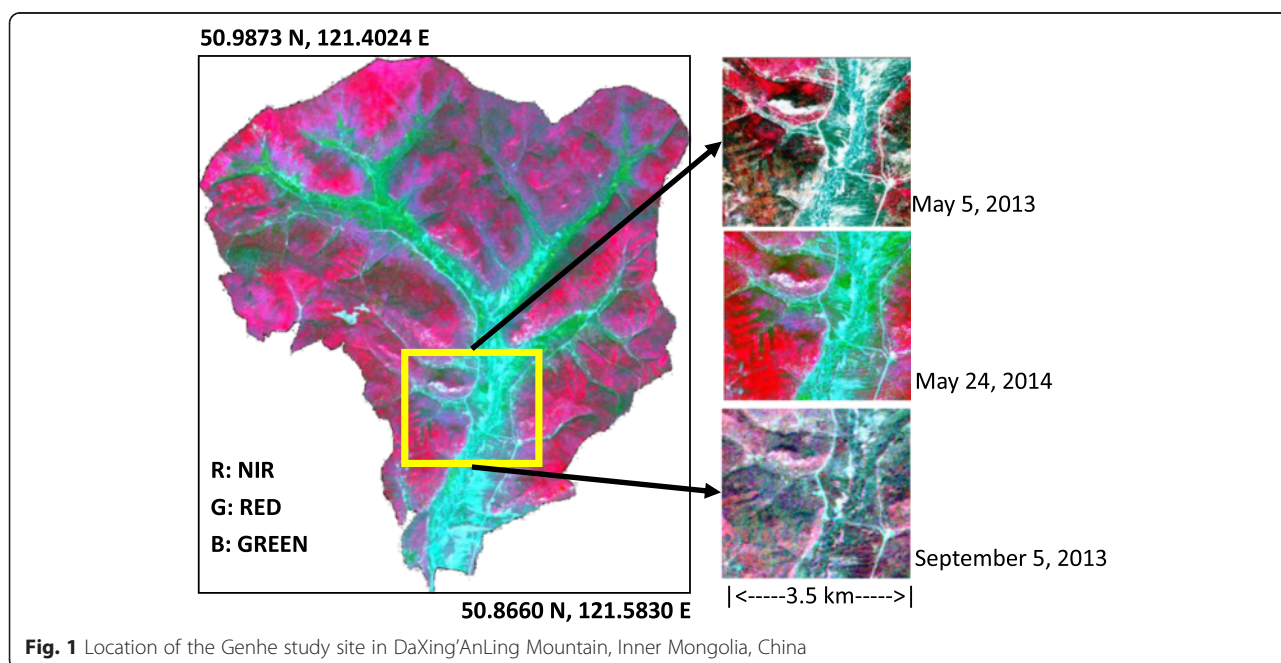 50.9873 N, 121.4024 E
May 5, 2013
May 24, 2014
R: NIR
G: RED
B: GREEN
September 5, 2013
|<-----3.5 km----->|
50.8660 N, 121.5830 E
Fig. 1 Location of the Genhe study site in DaXing'AnLing Mountain, Inner Mongolia, China